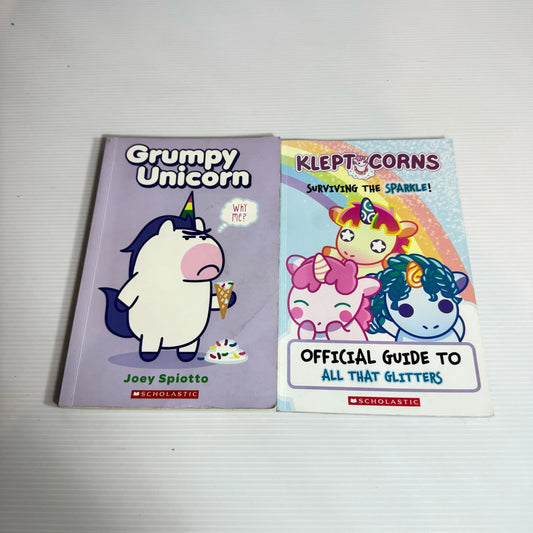 Grumpy
Unicorn
WHY
ME?
Joey Spiotto
SCHOLASTIC
KLEPTOCORNS
SURVIVING THE SPARKLE!
OFFICIAL GUIDE TO
ALL THAT GLITTERS
SCHOLASTIC